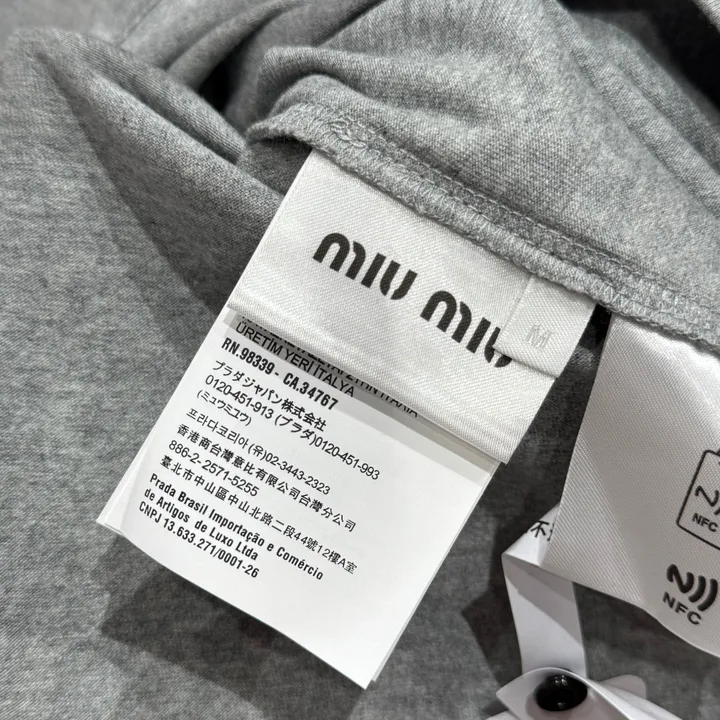 MIU MIU
M
ÜRETİM YERİ İTALYA
RN.98339 - CA.34767
プラダジャパン株式会社
0120-451-913 (プラダ)0120-451-993
(ミュウミュウ)
프라다코리아(유)02-3443-2323
香港商台灣意比有限公司台灣分公司
886-2-2571-5255
臺北市中山區中山北路二段44號12樓A室
Prada Brasil Importação e Comércio
de Artigos de Luxo Ltda
CNPJ 13.633.271/0001-26
NFC
NFC